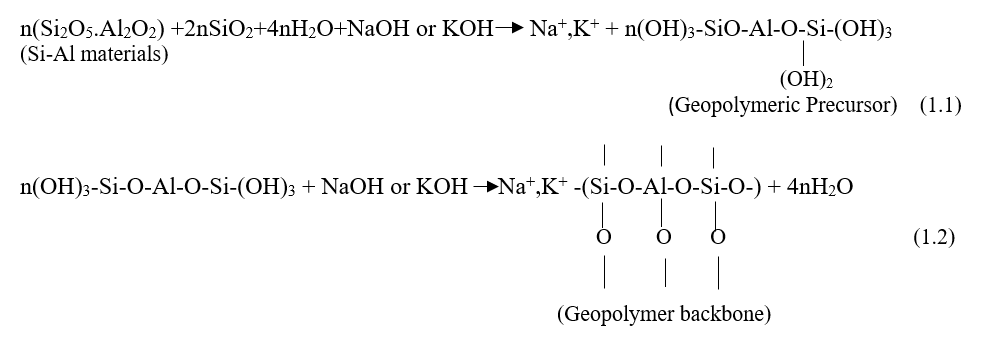 n(Si₂O₅.Al₂O₂) +2nSiO₂+4nH₂O+NaOH or KOH→ Na⁺,K⁺ + n(OH)₃-SiO-Al-O-Si-(OH)₃
(Si-Al materials)
|
(OH)₂
(Geopolymeric Precursor) (1.1)
| | |
n(OH)₃-Si-O-Al-O-Si-(OH)₃ + NaOH or KOH →Na⁺,K⁺ -(Si-O-Al-O-Si-O-) + 4nH₂O
| | |
O O O (1.2)
| | |
(Geopolymer backbone)